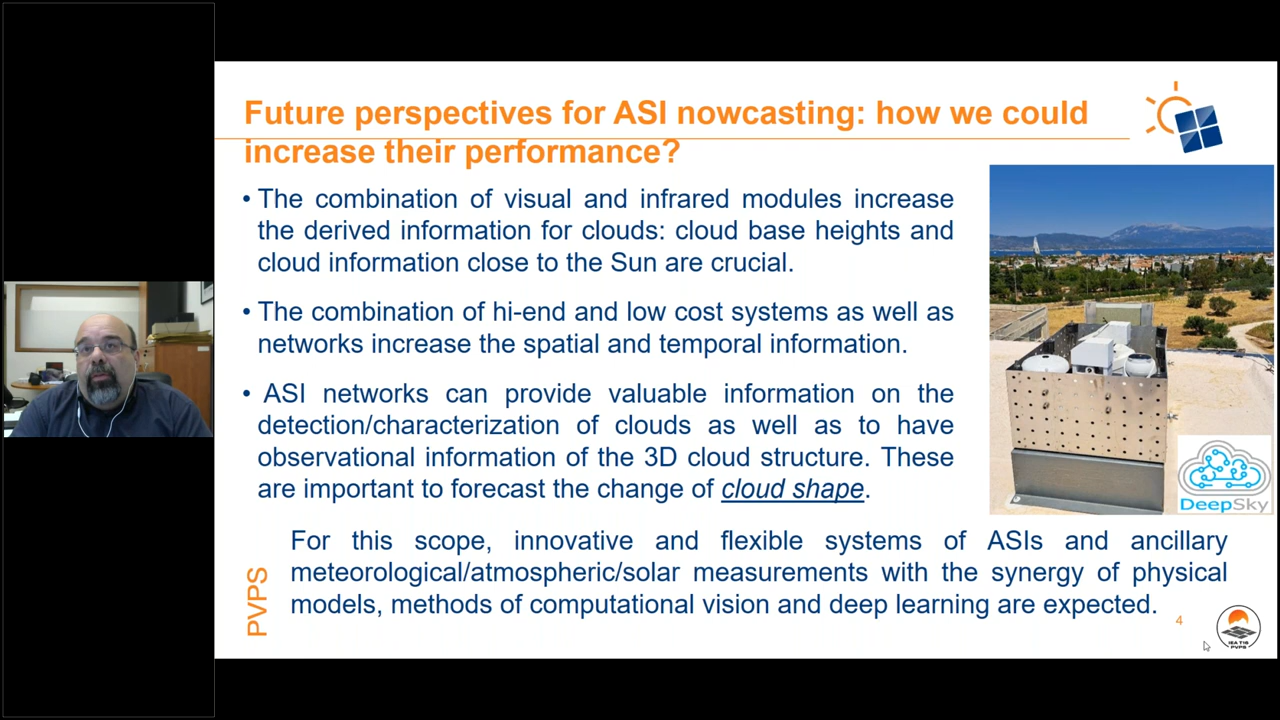 Future perspectives for ASI nowcasting: how we could
increase their performance?
• The combination of visual and infrared modules increase
the derived information for clouds: cloud base heights and
cloud information close to the Sun are crucial.
• The combination of hi-end and low cost systems as well as
networks increase the spatial and temporal information.
• ASI networks can provide valuable information on the
detection/characterization of clouds as well as to have
observational information of the 3D cloud structure. These
are important to forecast the change of cloud shape.
DeepSky
For this scope, innovative and flexible systems of ASIs and ancillary
meteorological/atmospheric/solar measurements with the synergy of physical
models, methods of computational vision and deep learning are expected.
PVPS
4
IEA T16
PVPS